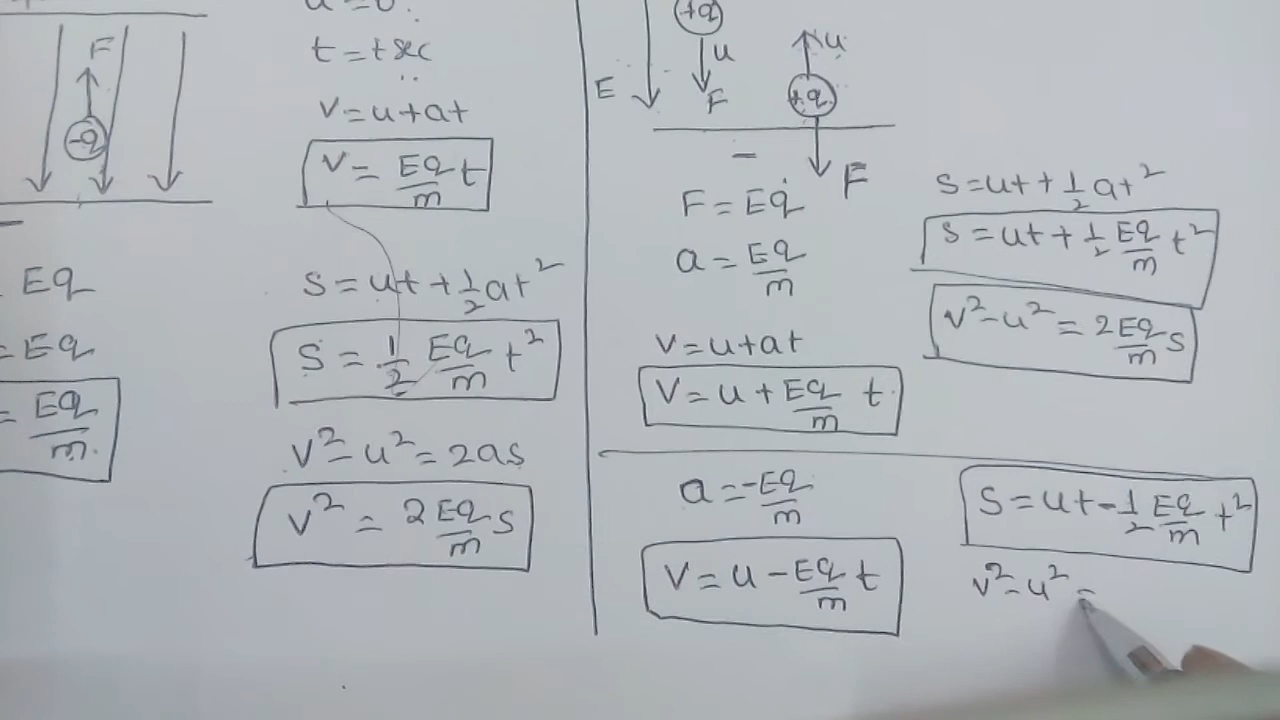 F
-q
Eq
= Eq
= Eq/m
u = 0
t = t sec
v = u + at
v = Eq/m t
S = ut + 1/2 at²
S = 1/2 Eq/m t²
v² - u² = 2as
v² = 2 Eq/m s
E
+q
u
F
u
+q
F
-
F = Eq
a = Eq/m
v = u + at
v = u + Eq/m t
S = ut + 1/2 at²
S = ut + 1/2 Eq/m t²
v² - u² = 2 Eq/m s
a = -Eq/m
v = u - Eq/m t
S = ut - 1/2 Eq/m t²
v² - u² =